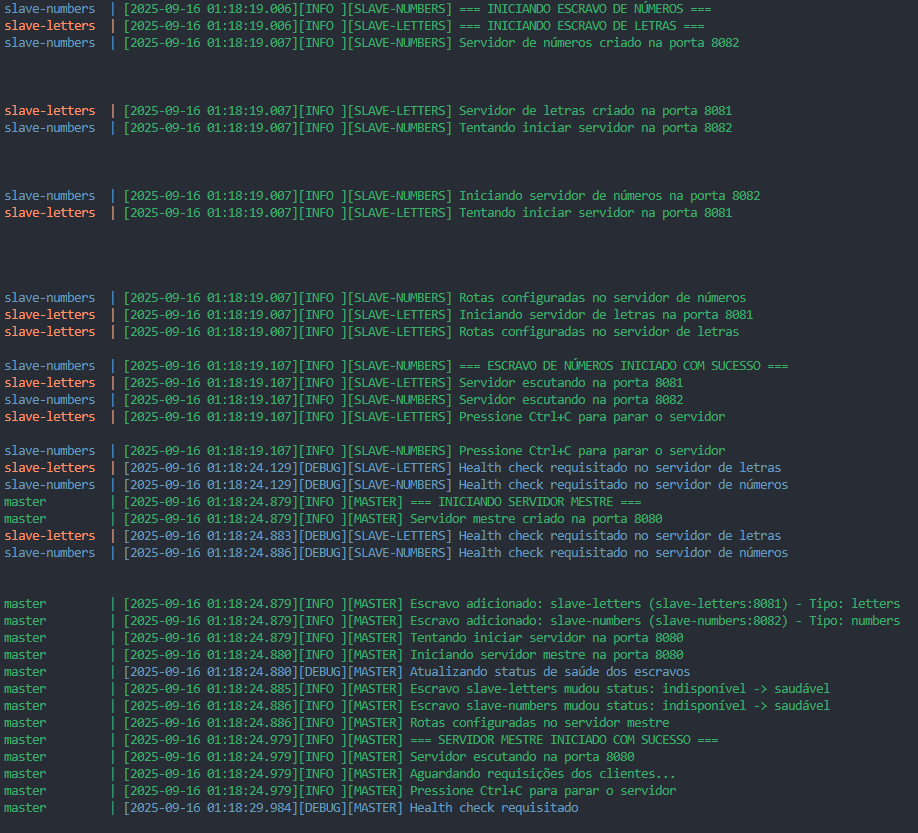 slave-numbers | [2025-09-16 01:18:19.006][INFO ][SLAVE-NUMBERS] === INICIANDO ESCRAVO DE NÚMEROS ===
slave-letters | [2025-09-16 01:18:19.006][INFO ][SLAVE-LETTERS] === INICIANDO ESCRAVO DE LETRAS ===
slave-numbers | [2025-09-16 01:18:19.007][INFO ][SLAVE-NUMBERS] Servidor de números criado na porta 8082
slave-letters | [2025-09-16 01:18:19.007][INFO ][SLAVE-LETTERS] Servidor de letras criado na porta 8081
slave-numbers | [2025-09-16 01:18:19.007][INFO ][SLAVE-NUMBERS] Tentando iniciar servidor na porta 8082
slave-numbers | [2025-09-16 01:18:19.007][INFO ][SLAVE-NUMBERS] Iniciando servidor de números na porta 8082
slave-letters | [2025-09-16 01:18:19.007][INFO ][SLAVE-LETTERS] Tentando iniciar servidor na porta 8081
slave-numbers | [2025-09-16 01:18:19.007][INFO ][SLAVE-NUMBERS] Rotas configuradas no servidor de números
slave-letters | [2025-09-16 01:18:19.007][INFO ][SLAVE-LETTERS] Iniciando servidor de letras na porta 8081
slave-letters | [2025-09-16 01:18:19.007][INFO ][SLAVE-LETTERS] Rotas configuradas no servidor de letras
slave-numbers | [2025-09-16 01:18:19.107][INFO ][SLAVE-NUMBERS] === ESCRAVO DE NÚMEROS INICIADO COM SUCESSO ===
slave-letters | [2025-09-16 01:18:19.107][INFO ][SLAVE-LETTERS] Servidor escutando na porta 8081
slave-numbers | [2025-09-16 01:18:19.107][INFO ][SLAVE-NUMBERS] Servidor escutando na porta 8082
slave-letters | [2025-09-16 01:18:19.107][INFO ][SLAVE-LETTERS] Pressione Ctrl+C para parar o servidor
slave-numbers | [2025-09-16 01:18:19.107][INFO ][SLAVE-NUMBERS] Pressione Ctrl+C para parar o servidor
slave-letters | [2025-09-16 01:18:24.129][DEBUG][SLAVE-LETTERS] Health check requisitado no servidor de letras
slave-numbers | [2025-09-16 01:18:24.129][DEBUG][SLAVE-NUMBERS] Health check requisitado no servidor de números
master | [2025-09-16 01:18:24.879][INFO ][MASTER] === INICIANDO SERVIDOR MESTRE ===
master | [2025-09-16 01:18:24.879][INFO ][MASTER] Servidor mestre criado na porta 8080
slave-letters | [2025-09-16 01:18:24.883][DEBUG][SLAVE-LETTERS] Health check requisitado no servidor de letras
slave-numbers | [2025-09-16 01:18:24.886][DEBUG][SLAVE-NUMBERS] Health check requisitado no servidor de números
master | [2025-09-16 01:18:24.879][INFO ][MASTER] Escravo adicionado: slave-letters (slave-letters:8081) - Tipo: letters
master | [2025-09-16 01:18:24.879][INFO ][MASTER] Escravo adicionado: slave-numbers (slave-numbers:8082) - Tipo: numbers
master | [2025-09-16 01:18:24.879][INFO ][MASTER] Tentando iniciar servidor na porta 8080
master | [2025-09-16 01:18:24.880][INFO ][MASTER] Iniciando servidor mestre na porta 8080
master | [2025-09-16 01:18:24.880][DEBUG][MASTER] Atualizando status de saúde dos escravos
master | [2025-09-16 01:18:24.885][INFO ][MASTER] Escravo slave-letters mudou status: indisponível -> saudável
master | [2025-09-16 01:18:24.886][INFO ][MASTER] Escravo slave-numbers mudou status: indisponível -> saudável
master | [2025-09-16 01:18:24.886][INFO ][MASTER] Rotas configuradas no servidor mestre
master | [2025-09-16 01:18:24.979][INFO ][MASTER] === SERVIDOR MESTRE INICIADO COM SUCESSO ===
master | [2025-09-16 01:18:24.979][INFO ][MASTER] Servidor escutando na porta 8080
master | [2025-09-16 01:18:24.979][INFO ][MASTER] Aguardando requisições dos clientes...
master | [2025-09-16 01:18:24.979][INFO ][MASTER] Pressione Ctrl+C para parar o servidor
master | [2025-09-16 01:18:29.984][DEBUG][MASTER] Health check requisitado